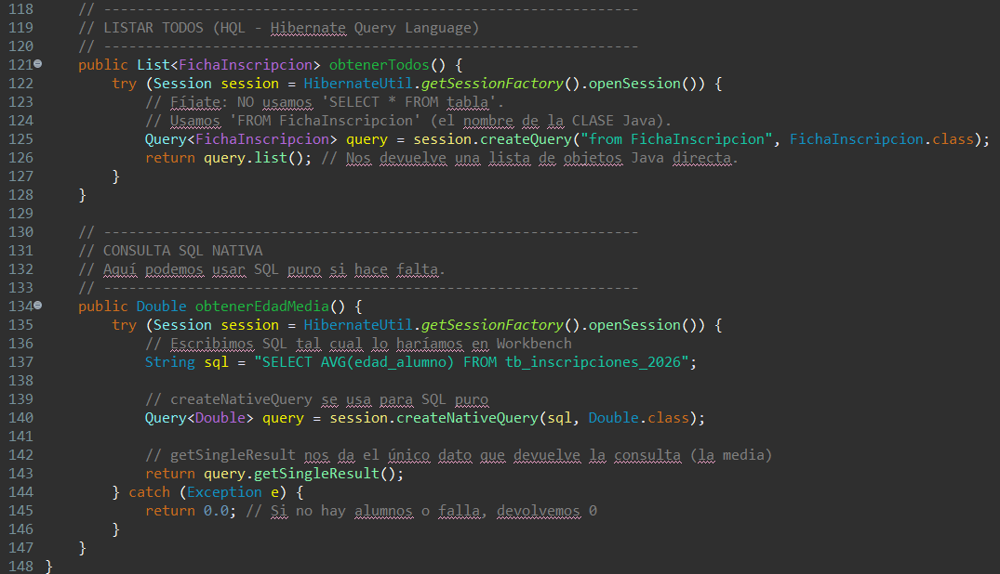 118 // ----------------------------------------------------------------
119 // LISTAR TODOS (HQL - Hibernate Query Language)
120 // ----------------------------------------------------------------
121 public List<FichaInscripcion> obtenerTodos() {
122 try (Session session = HibernateUtil.getSessionFactory().openSession()) {
123 // Fíjate: NO usamos 'SELECT * FROM tabla'.
124 // Usamos 'FROM FichaInscripcion' (el nombre de la CLASE Java).
125 Query<FichaInscripcion> query = session.createQuery("from FichaInscripcion", FichaInscripcion.class);
126 return query.list(); // Nos devuelve una lista de objetos Java directa.
127 }
128 }
129
130 // ----------------------------------------------------------------
131 // CONSULTA SQL NATIVA
132 // Aquí podemos usar SQL puro si hace falta.
133 // ----------------------------------------------------------------
134 public Double obtenerEdadMedia() {
135 try (Session session = HibernateUtil.getSessionFactory().openSession()) {
136 // Escribimos SQL tal cual lo haríamos en Workbench
137 String sql = "SELECT AVG(edad_alumno) FROM tb_inscripciones_2026";
138
139 // createNativeQuery se usa para SQL puro
140 Query<Double> query = session.createNativeQuery(sql, Double.class);
141
142 // getSingleResult nos da el único dato que devuelve la consulta (la media)
143 return query.getSingleResult();
144 } catch (Exception e) {
145 return 0.0; // Si no hay alumnos o falla, devolvemos 0
146 }
147 }
148 }